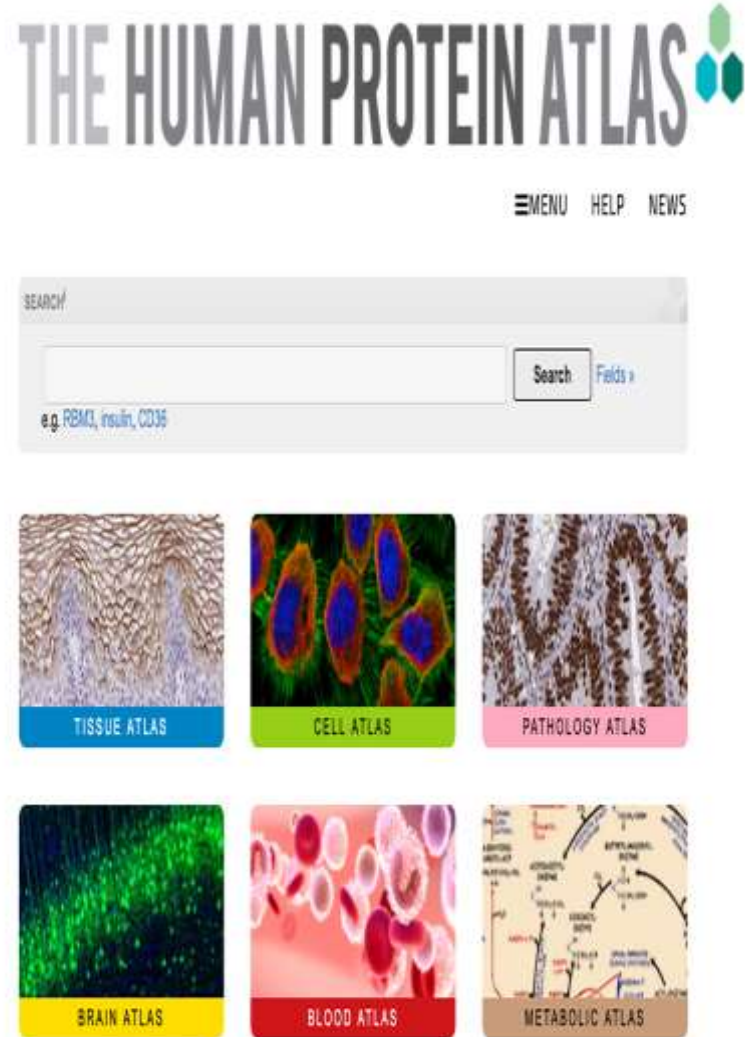 THE HUMAN PROTEIN ATLAS
☰MENU HELP NEWS
SEARCH
Search Fields »
e.g. RBM3, insulin, CD36
TISSUE ATLAS
CELL ATLAS
PATHOLOGY ATLAS
BRAIN ATLAS
BLOOD ATLAS
METABOLIC ATLAS